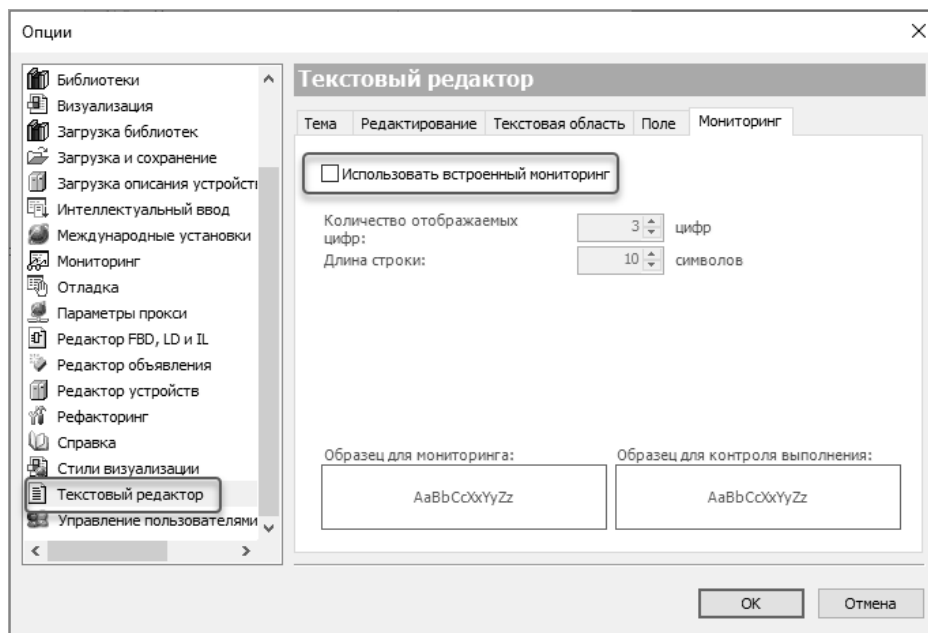 Опции
Библиотеки
Визуализация
Загрузка библиотек
Загрузка и сохранение
Загрузка описания устройств
Интеллектуальный ввод
Международные установки
Мониторинг
Отладка
Параметры прокси
Редактор FBD, LD и IL
Редактор объявления
Редактор устройств
Рефакторинг
Справка
Стили визуализации
Текстовый редактор
Управление пользователями
Текстовый редактор
Тема Редактирование Текстовая область Поле Мониторинг
Использовать встроенный мониторинг
Количество отображаемых
цифр: 3 цифр
Длина строки: 10 символов
Образец для мониторинга: Образец для контроля выполнения:
AaBbCcXxYyZz AaBbCcXxYyZz
OK Отмена